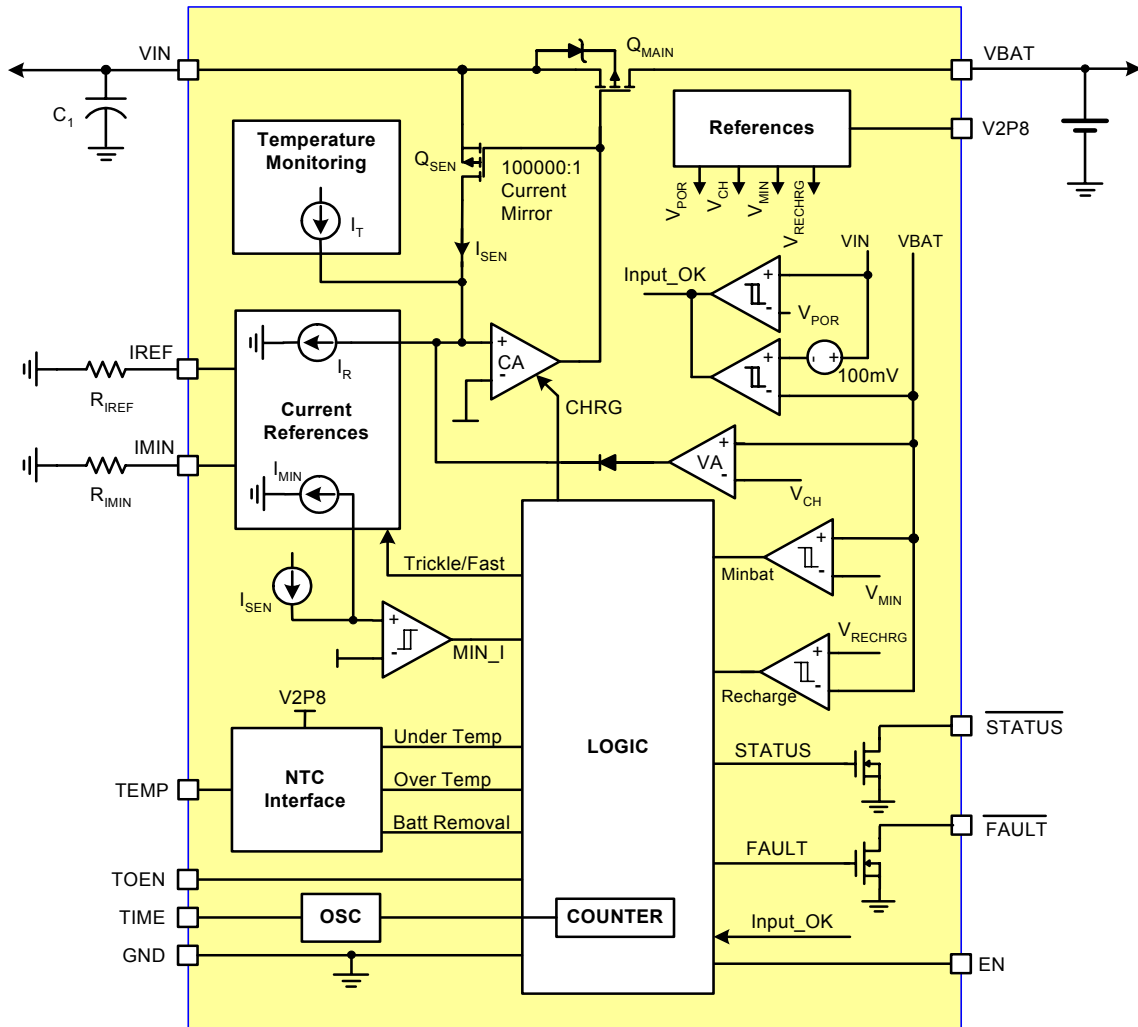 VIN
C1
QMAIN
VBAT
V2P8
References
VPOR
VCH
VMIN
VRECHRG
Temperature
Monitoring
IT
QSEN
100000:1
Current
Mirror
ISEN
VIN
VBAT
Input_OK
+
-
VPOR
+
-
- +
100mV
IREF
RIREF
IR
+
CA
-
CHRG
Current
References
IMIN
RIMIN
IMIN
+
VA
-
VCH
Trickle/Fast
+
-
Minbat
VMIN
ISEN
+
-
MIN_I
VRECHRG
+
-
Recharge
V2P8
NTC
Interface
TEMP
Under Temp
Over Temp
Batt Removal
LOGIC
STATUS
STATUS
FAULT
FAULT
TOEN
TIME
OSC
COUNTER
Input_OK
GND
EN